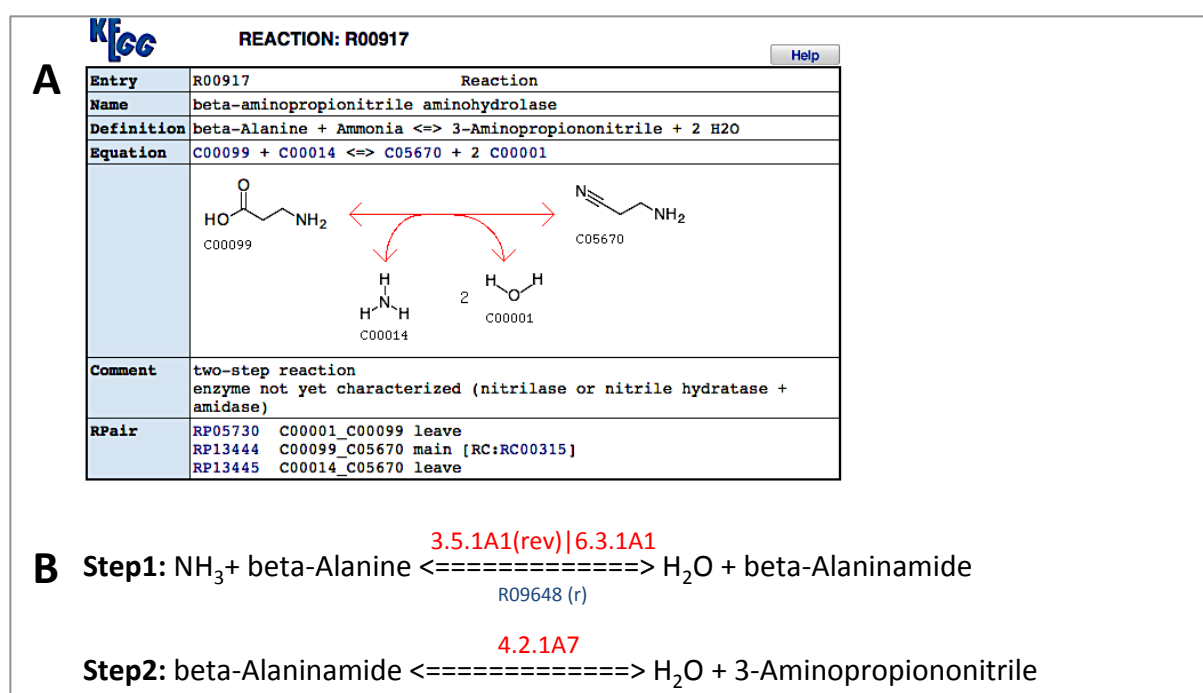 KEGG
REACTION: R00917
Help
A
Entry R00917 Reaction
Name beta-aminopropionitrile aminohydrolase
Definition beta-Alanine + Ammonia <=> 3-Aminopropiononitrile + 2 H2O
Equation C00099 + C00014 <=> C05670 + 2 C00001
O
HO NH2
C00099
N NH2
C05670
H
H N H
C00014
2 H O H
C00001
Comment two-step reaction
enzyme not yet characterized (nitrilase or nitrile hydratase +
amidase)
RPair RP05730 C00001_C00099 leave
RP13444 C00099_C05670 main [RC:RC00315]
RP13445 C00014_C05670 leave
B
3.5.1A1(rev)|6.3.1A1
Step1: NH3+ beta-Alanine <=============> H2O + beta-Alaninamide
R09648 (r)
4.2.1A7
Step2: beta-Alaninamide <=============> H2O + 3-Aminopropiononitrile